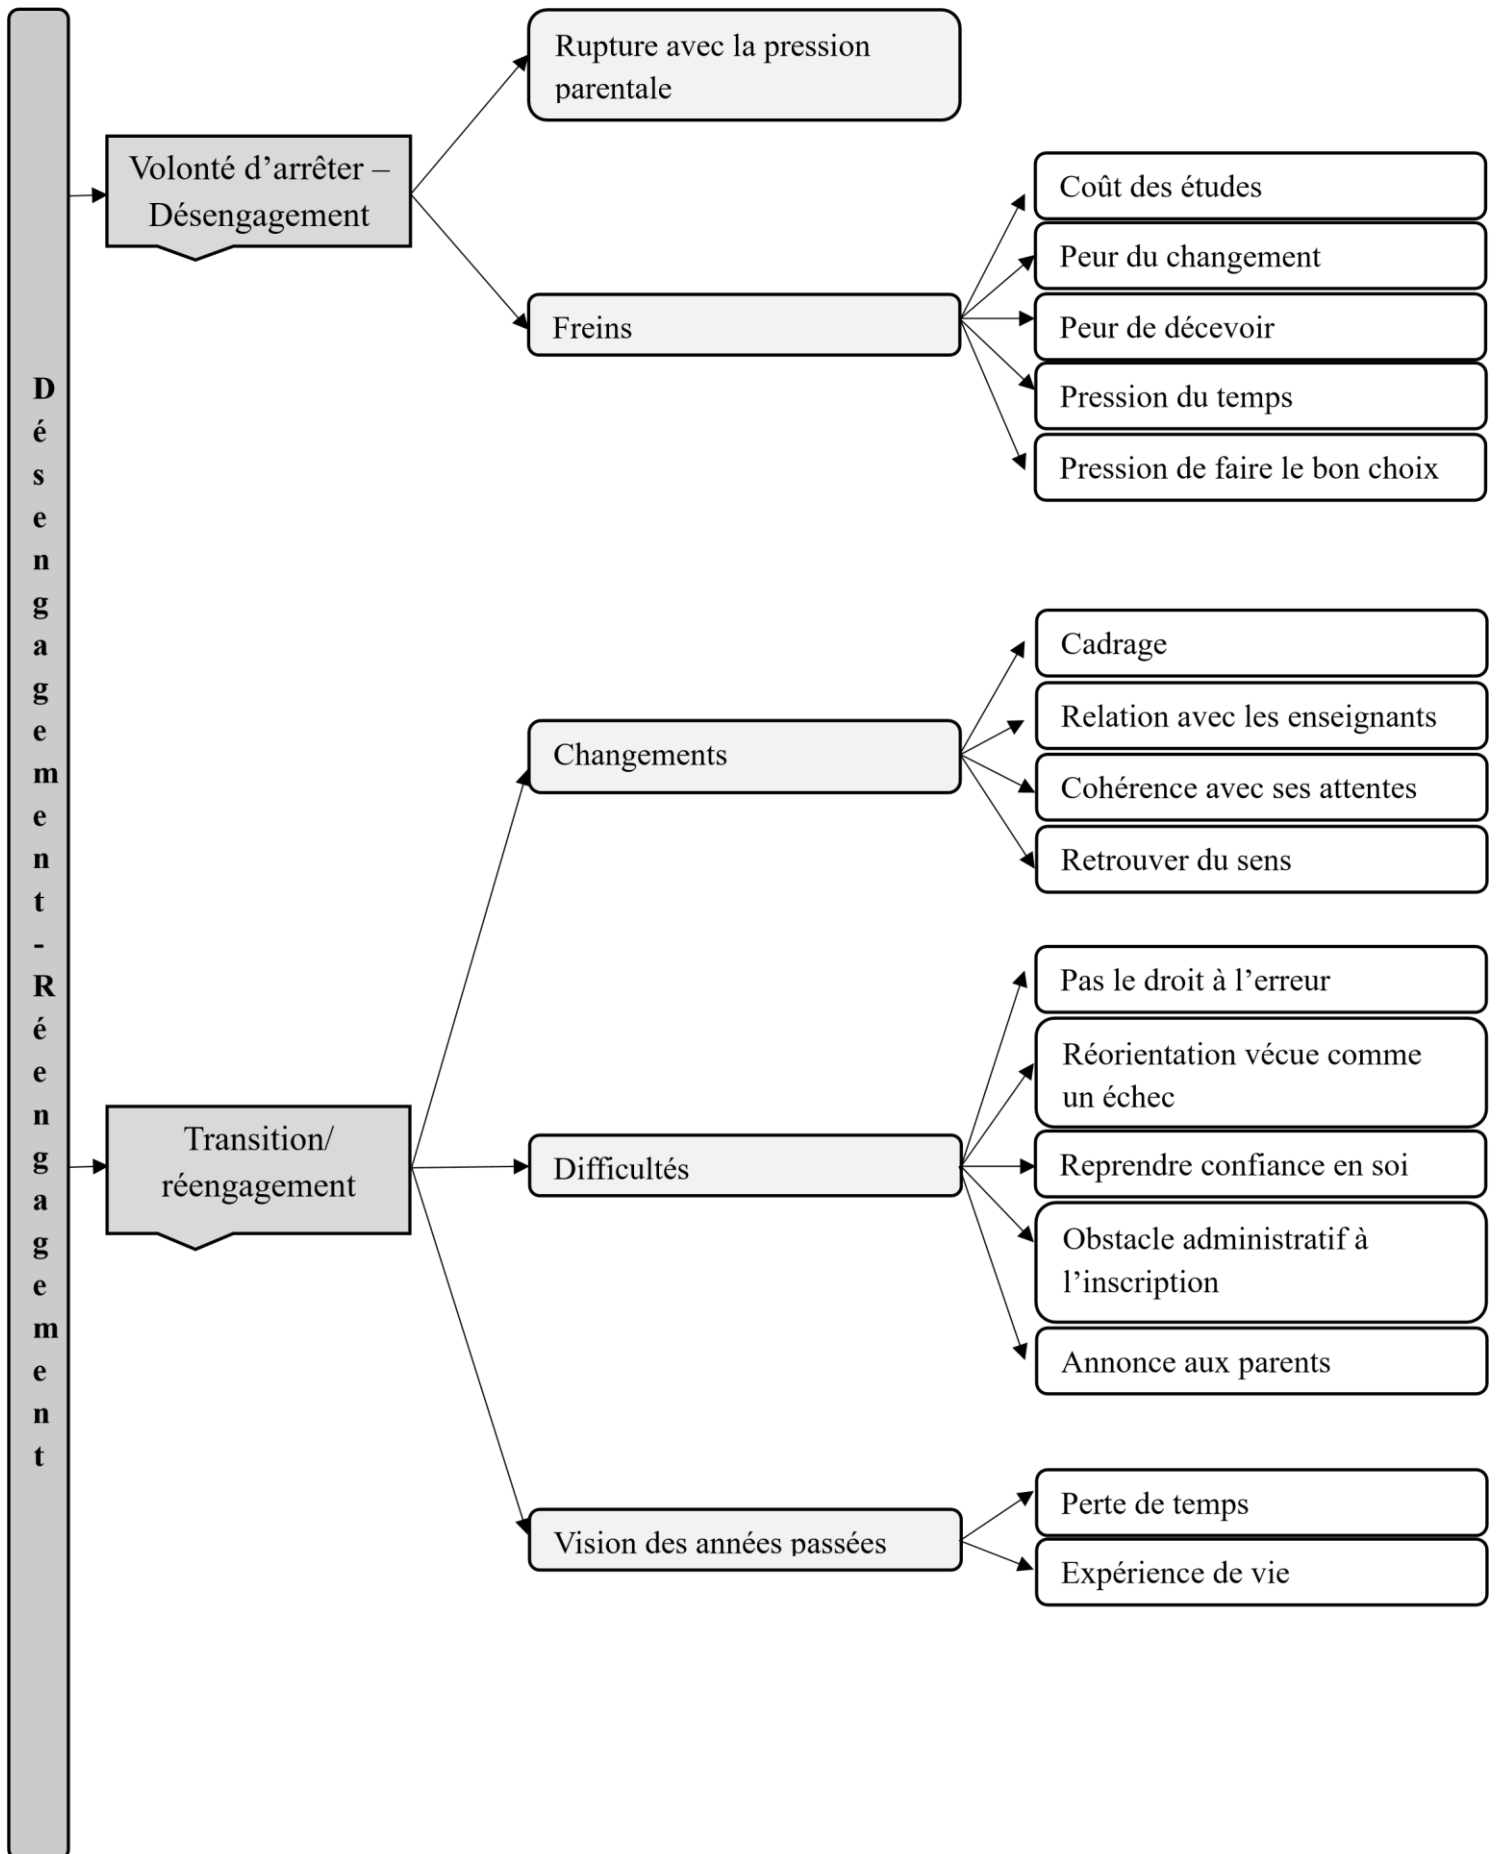 Désengagement-Réengagement
Volonté d’arrêter –
Désengagement
Rupture avec la pression
parentale
Freins
Coût des études
Peur du changement
Peur de décevoir
Pression du temps
Pression de faire le bon choix
Transition/
réengagement
Changements
Cadrage
Relation avec les enseignants
Cohérence avec ses attentes
Retrouver du sens
Difficultés
Pas le droit à l’erreur
Réorientation vécue comme
un échec
Reprendre confiance en soi
Obstacle administratif à
l’inscription
Annonce aux parents
Vision des années passées
Perte de temps
Expérience de vie